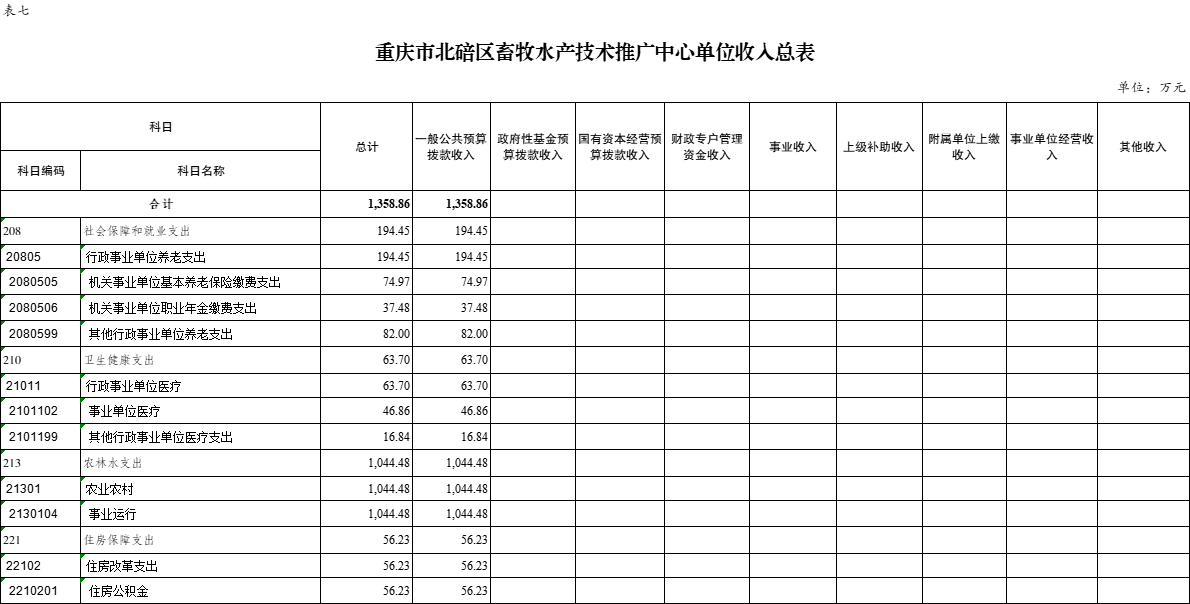 表七
重庆市北碚区畜牧水产技术推广中心单位收入总表
单位：万元
科目 总计 一般公共预算拨款收入 政府性基金预算拨款收入 国有资本经营预算拨款收入 财政专户管理资金收入 事业收入 上级补助收入 附属单位上缴收入 事业单位经营收入 其他收入
科目编码 科目名称
合计 1,358.86 1,358.86
208 社会保障和就业支出 194.45 194.45
20805 行政事业单位养老支出 194.45 194.45
2080505 机关事业单位基本养老保险缴费支出 74.97 74.97
2080506 机关事业单位职业年金缴费支出 37.48 37.48
2080599 其他行政事业单位养老支出 82.00 82.00
210 卫生健康支出 63.70 63.70
21011 行政事业单位医疗 63.70 63.70
2101102 事业单位医疗 46.86 46.86
2101199 其他行政事业单位医疗支出 16.84 16.84
213 农林水支出 1,044.48 1,044.48
21301 农业农村 1,044.48 1,044.48
2130104 事业运行 1,044.48 1,044.48
221 住房保障支出 56.23 56.23
22102 住房改革支出 56.23 56.23
2210201 住房公积金 56.23 56.23